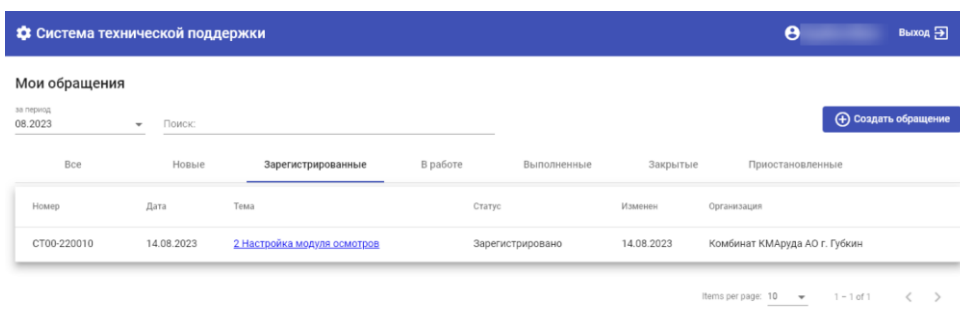 Система технической поддержки
Выход
Мои обращения
за период
08.2023
Поиск:
Создать обращение
Все Новые Зарегистрированные В работе Выполненные Закрытые Приостановленные
Номер Дата Тема Статус Изменен Организация
СТ00-220010 14.08.2023 2 Настройка модуля осмотров Зарегистрировано 14.08.2023 Комбинат КМАруда АО г. Губкин
Items per page: 10 1 – 1 of 1